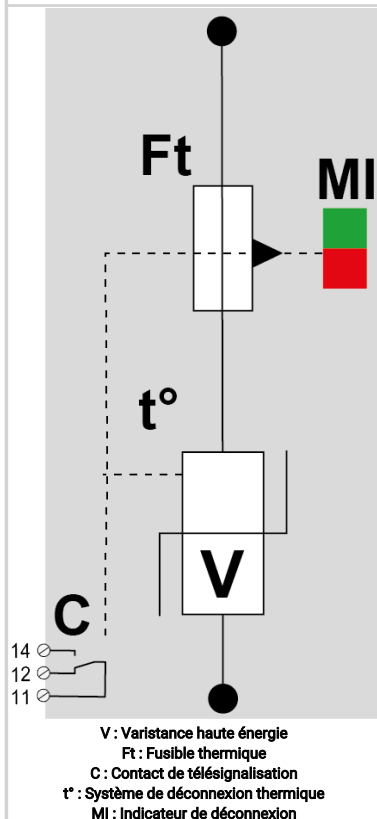 Ft
MI
t°
V
C
14
12
11
V : Varistance haute énergie
Ft : Fusible thermique
C : Contact de télésignalisation
t° : Système de déconnexion thermique
MI : Indicateur de déconnexion